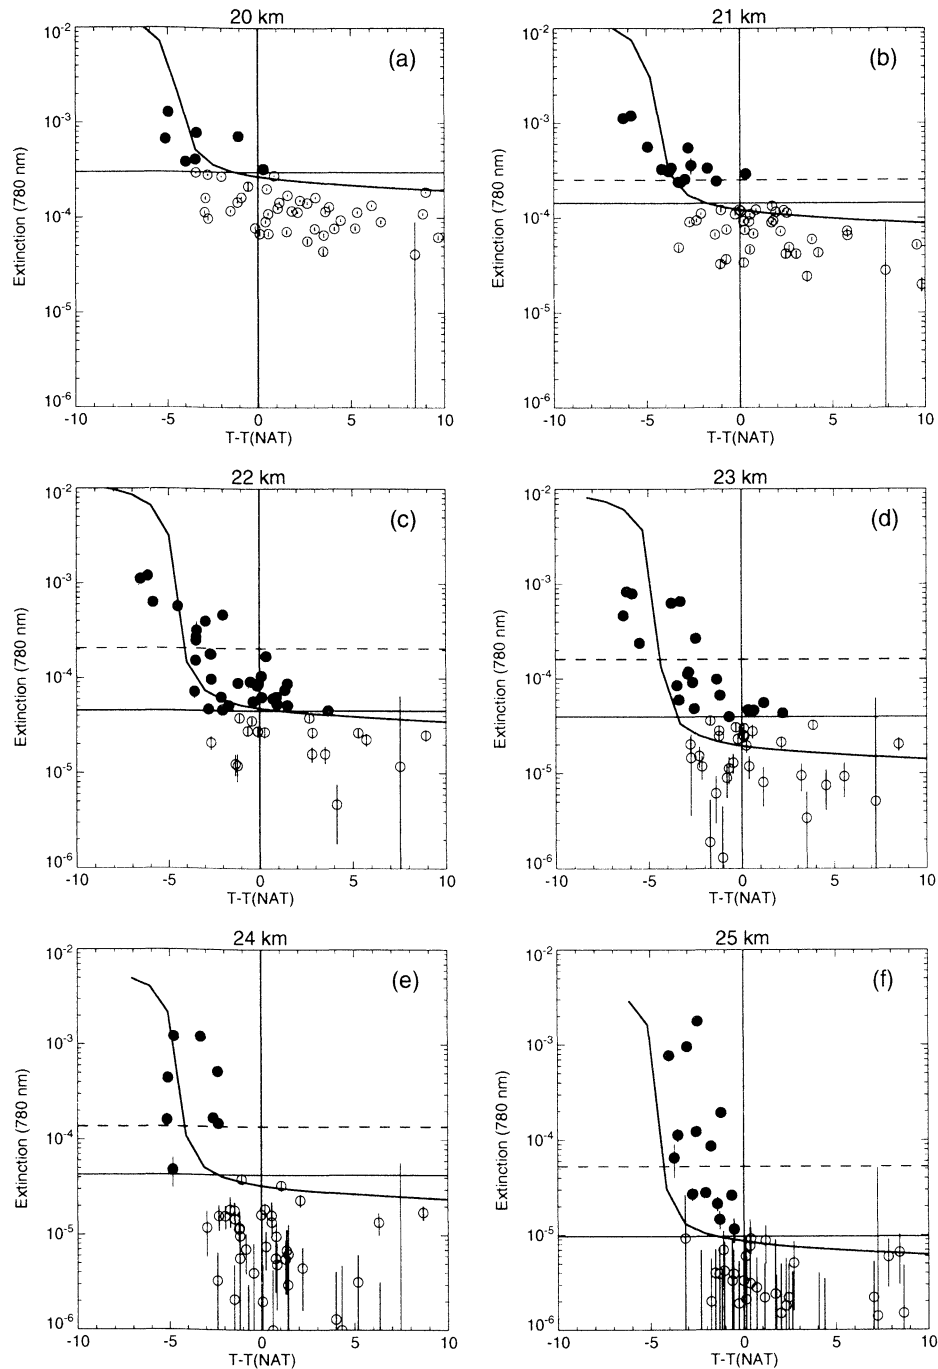 20 km
21 km
(a)
(b)
Extinction (780 nm)
Extinction (780 nm)
10-2
10-3
10-4
10-5
10-6
10-2
10-3
10-4
10-5
10-6
-10
-5
0
5
10
-10
-5
0
5
10
T-T(NAT)
T-T(NAT)
22 km
23 km
(c)
(d)
Extinction (780 nm)
Extinction (780 nm)
10-2
10-3
10-4
10-5
10-6
10-2
10-3
10-4
10-5
10-6
-10
-5
0
5
10
-10
-5
0
5
10
T-T(NAT)
T-T(NAT)
24 km
25 km
(e)
(f)
Extinction (780 nm)
Extinction (780 nm)
10-2
10-3
10-4
10-5
10-6
10-2
10-3
10-4
10-5
10-6
-10
-5
0
5
10
-10
-5
0
5
10
T-T(NAT)
T-T(NAT)